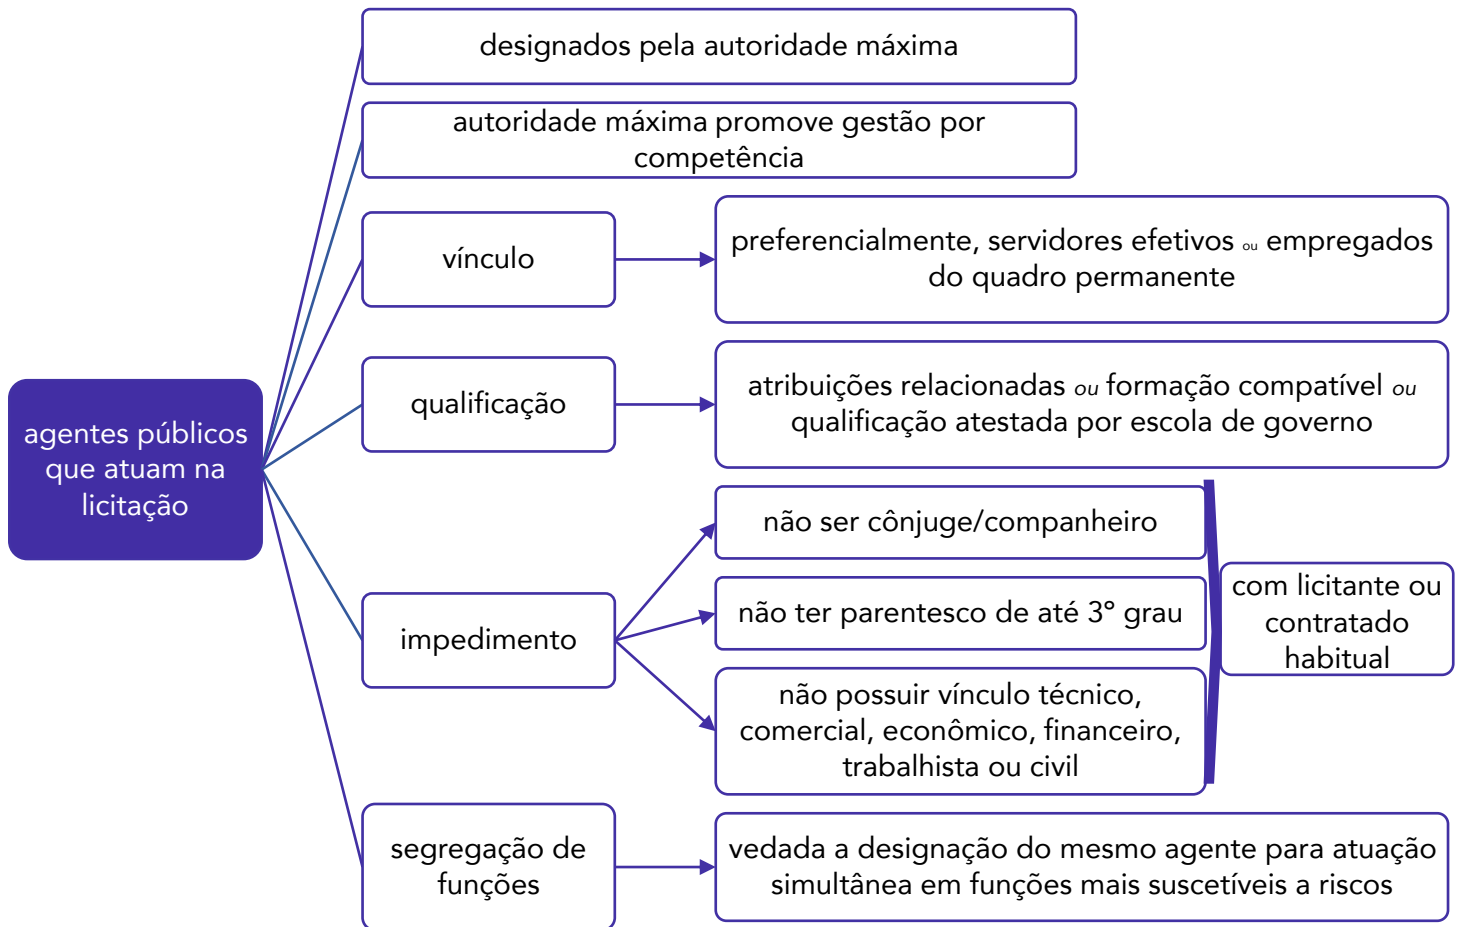 designados pela autoridade máxima
autoridade máxima promove gestão por
competência
vínculo
preferencialmente, servidores efetivos ou empregados
do quadro permanente
qualificação
atribuições relacionadas ou formação compatível ou
qualificação atestada por escola de governo
agentes públicos
que atuam na
licitação
impedimento
não ser cônjuge/companheiro
não ter parentesco de até 3º grau
não possuir vínculo técnico,
comercial, econômico, financeiro,
trabalhista ou civil
com licitante ou
contratado
habitual
segregação de
funções
vedada a designação do mesmo agente para atuação
simultânea em funções mais suscetíveis a riscos